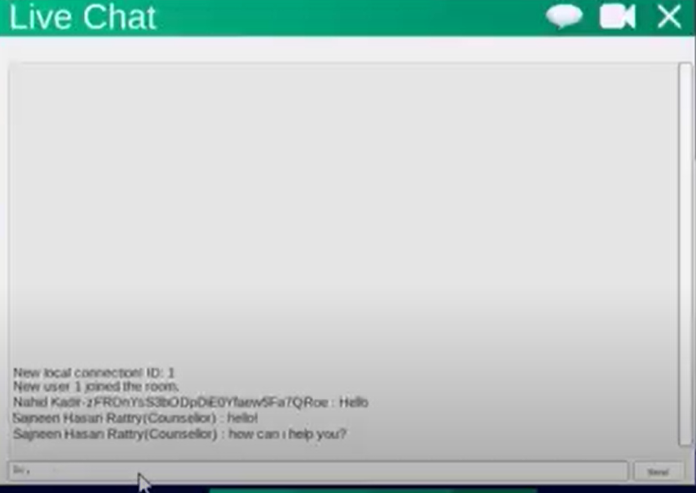 Live Chat
New local connection! ID: 1
New user 1 joined the room.
Nahid Kadir- : Hello
Sajneen Hasan Rattry(Counsellor) : hello!
Sajneen Hasan Rattry(Counsellor) : how can i help you?
Send